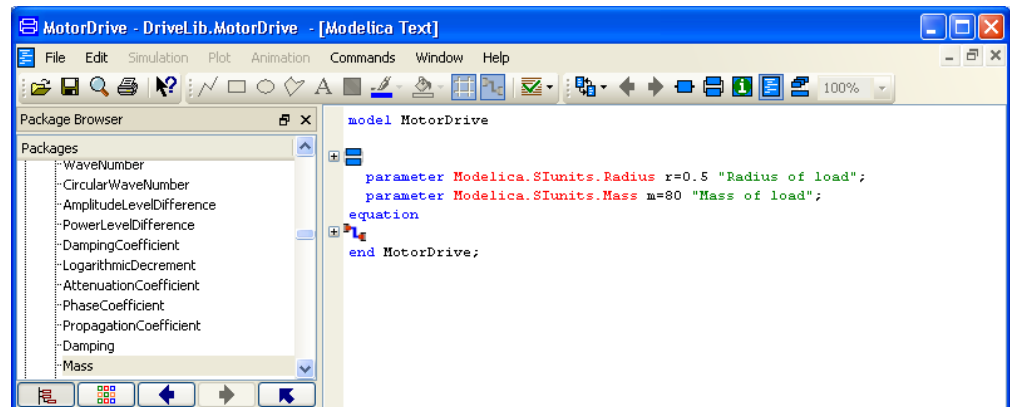 MotorDrive - DriveLib.MotorDrive - [Modelica Text]
File Edit Simulation Plot Animation Commands Window Help
A 100%
Package Browser
Packages
WaveNumber
CircularWaveNumber
AmplitudeLevelDifference
PowerLevelDifference
DampingCoefficient
LogarithmicDecrement
AttenuationCoefficient
PhaseCoefficient
PropagationCoefficient
Damping
Mass
model MotorDrive
parameter Modelica.SIunits.Radius r=0.5 "Radius of load";
parameter Modelica.SIunits.Mass m=80 "Mass of load";
equation
end MotorDrive;